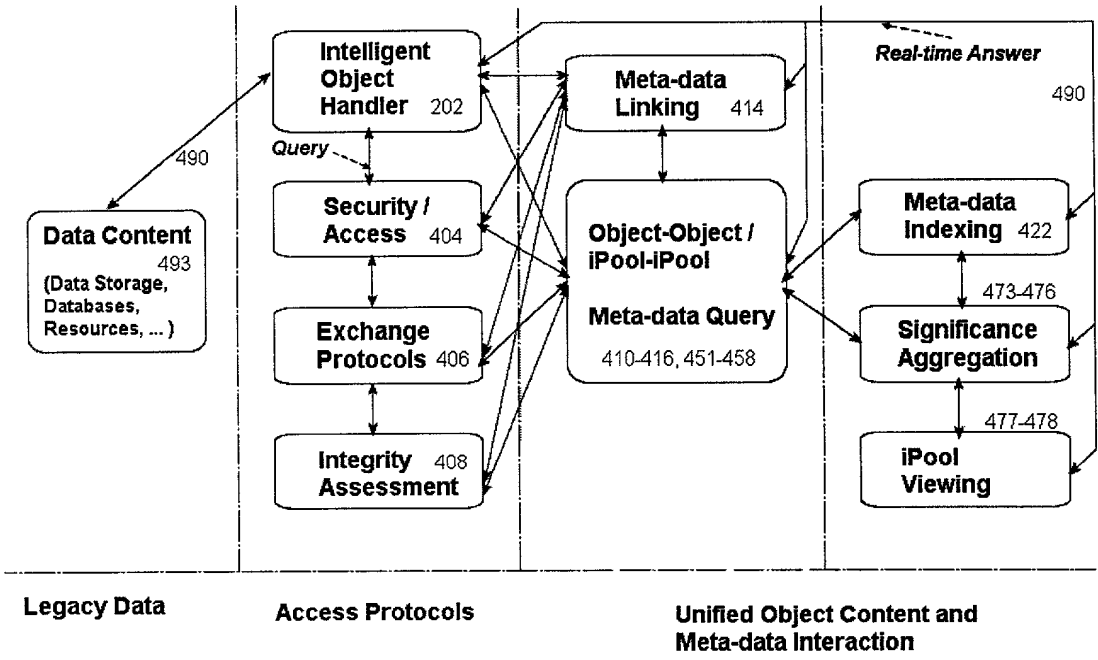 Intelligent
Object
Handler 202
Meta-data
Linking 414
Real-time Answer
490
490
Query
Data Content
493
(Data Storage,
Databases,
Resources, ... )
Security /
Access 404
Object-Object /
iPool-iPool
Meta-data Query
410-416, 451-458
Meta-data
Indexing 422
473-476
Exchange
Protocols 406
Significance
Aggregation
477-478
Integrity 408
Assessment
iPool
Viewing
Legacy Data
Access Protocols
Unified Object Content and
Meta-data Interaction